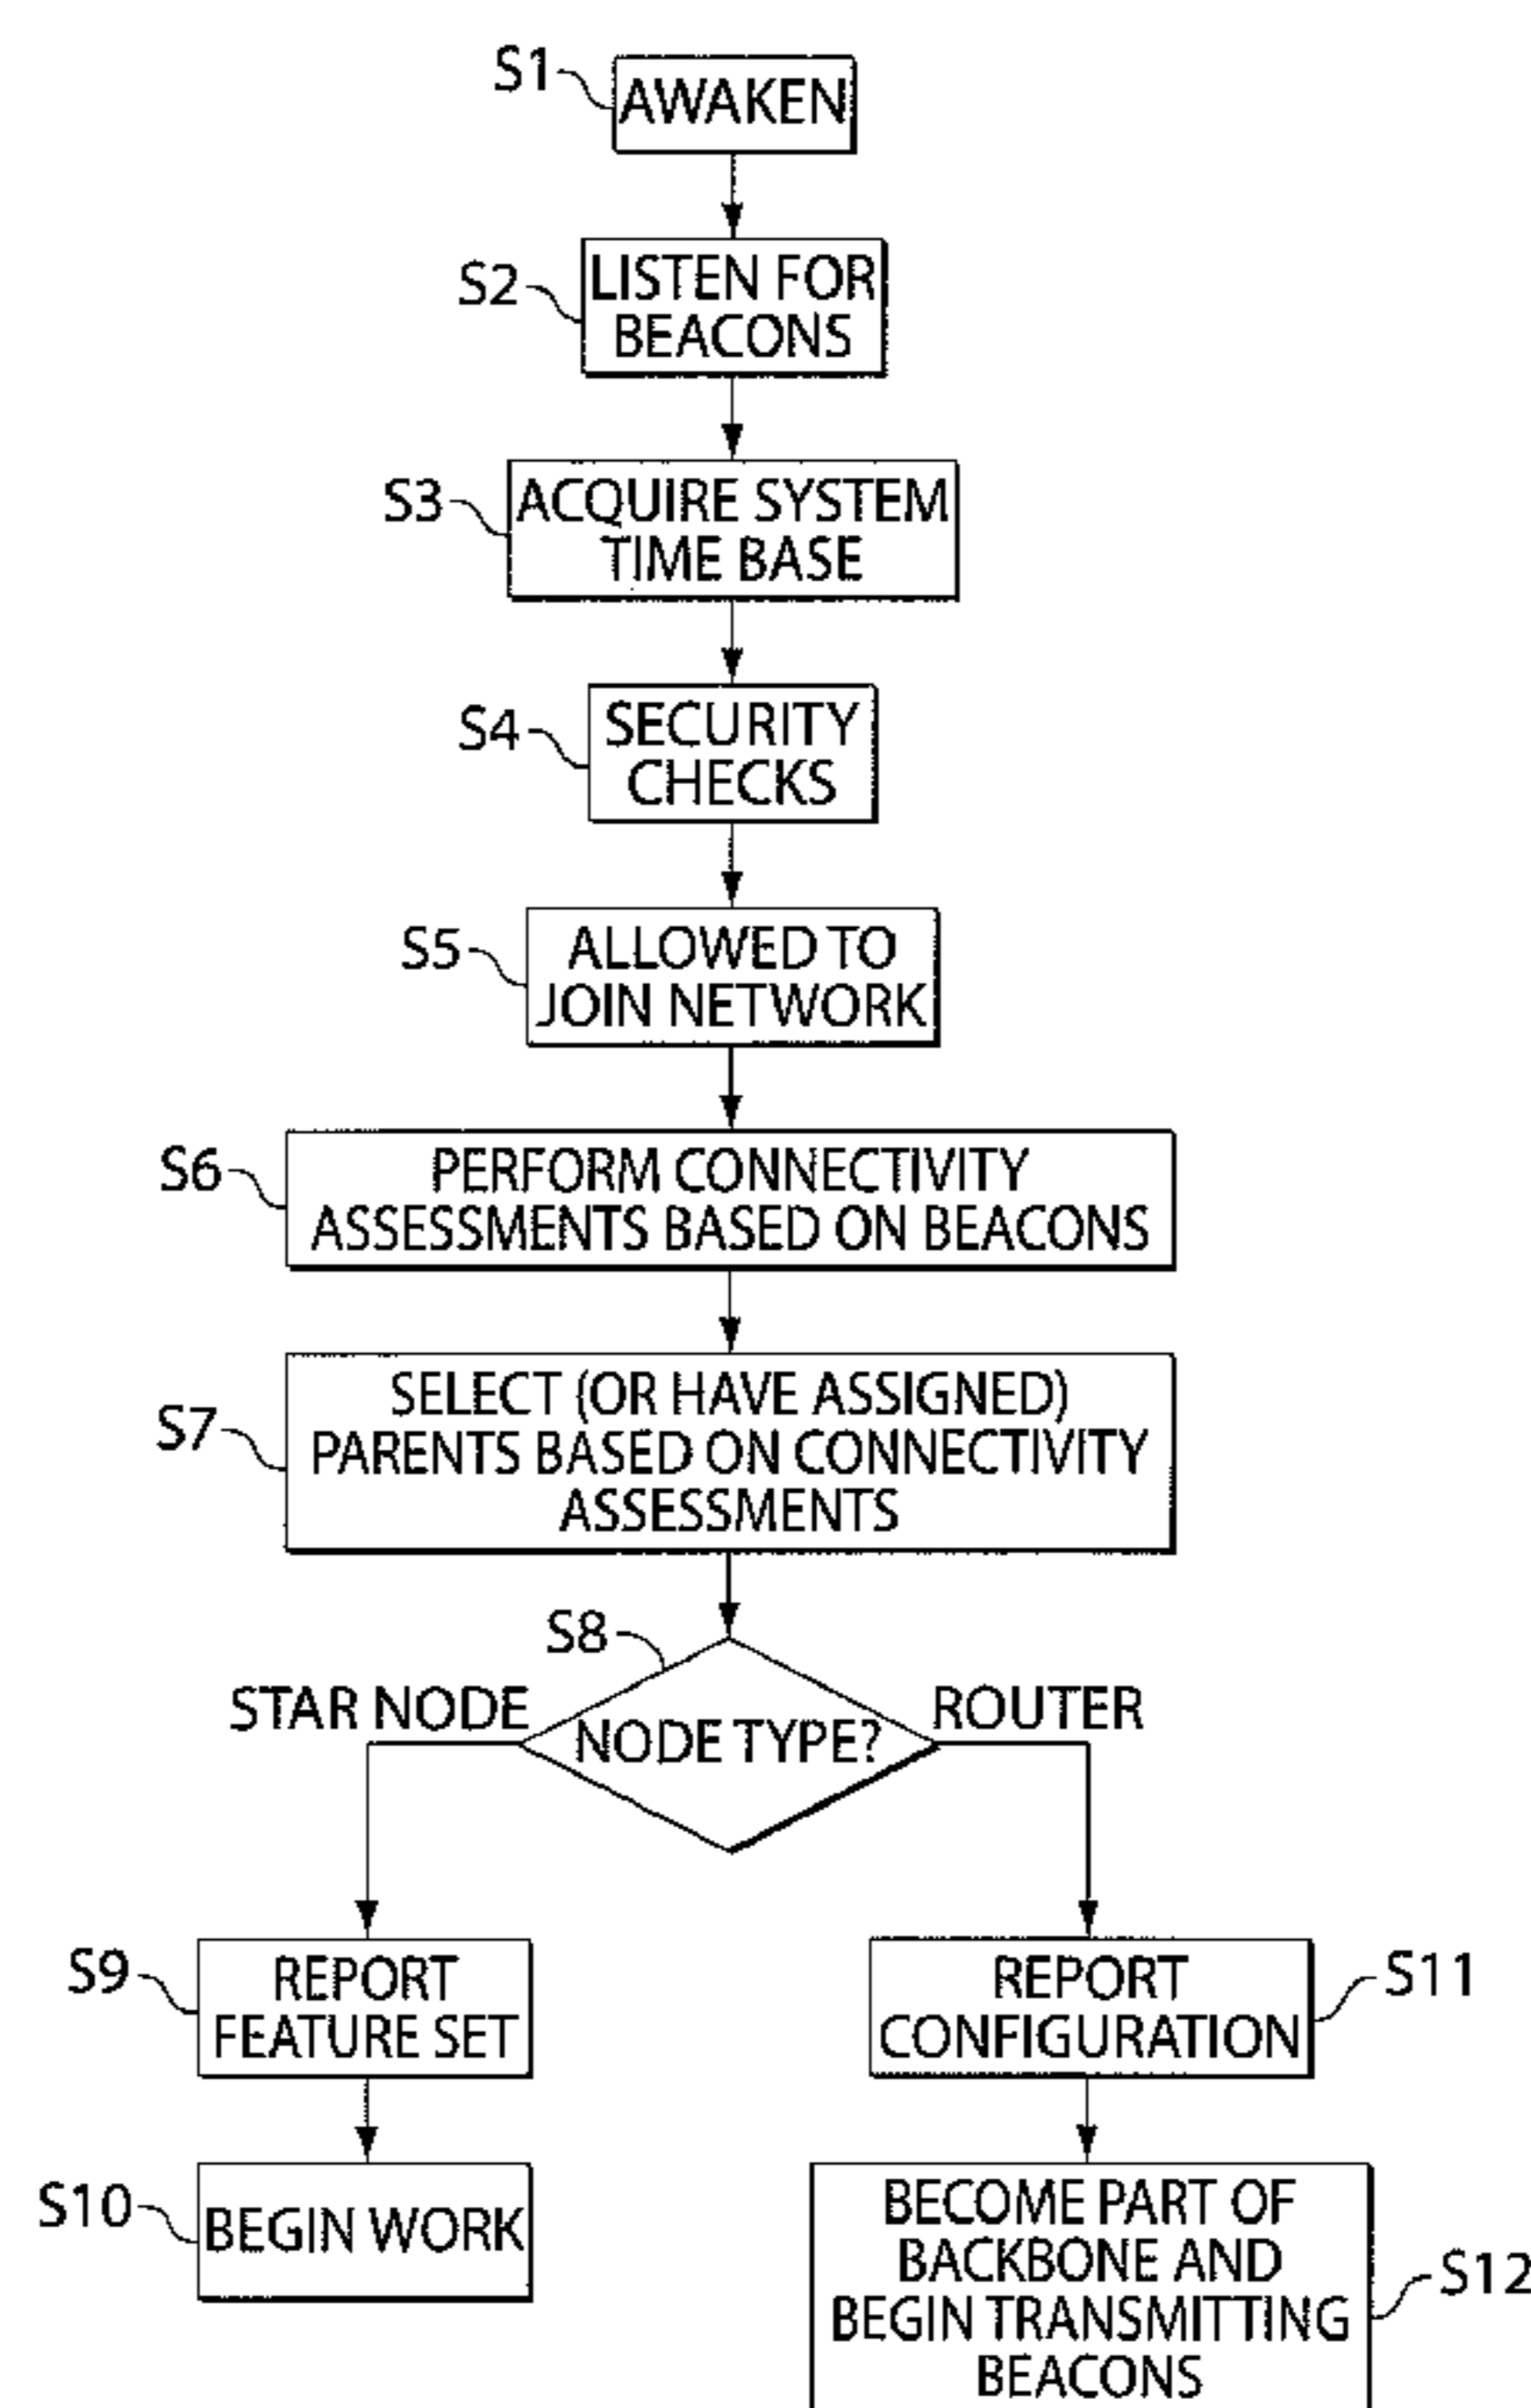 S1
AWAKEN
S2
LISTEN FOR
BEACONS
S3
ACQUIRE SYSTEM
TIME BASE
S4
SECURITY
CHECKS
S5
ALLOWED TO
JOIN NETWORK
S6
PERFORM CONNECTIVITY
ASSESSMENTS BASED ON BEACONS
S7
SELECT (OR HAVE ASSIGNED)
PARENTS BASED ON CONNECTIVITY
ASSESSMENTS
S8
NODE TYPE?
STAR NODE
ROUTER
S9
REPORT
FEATURE SET
S10
BEGIN WORK
S11
REPORT
CONFIGURATION
S12
BECOME PART OF
BACKBONE AND
BEGIN TRANSMITTING
BEACONS